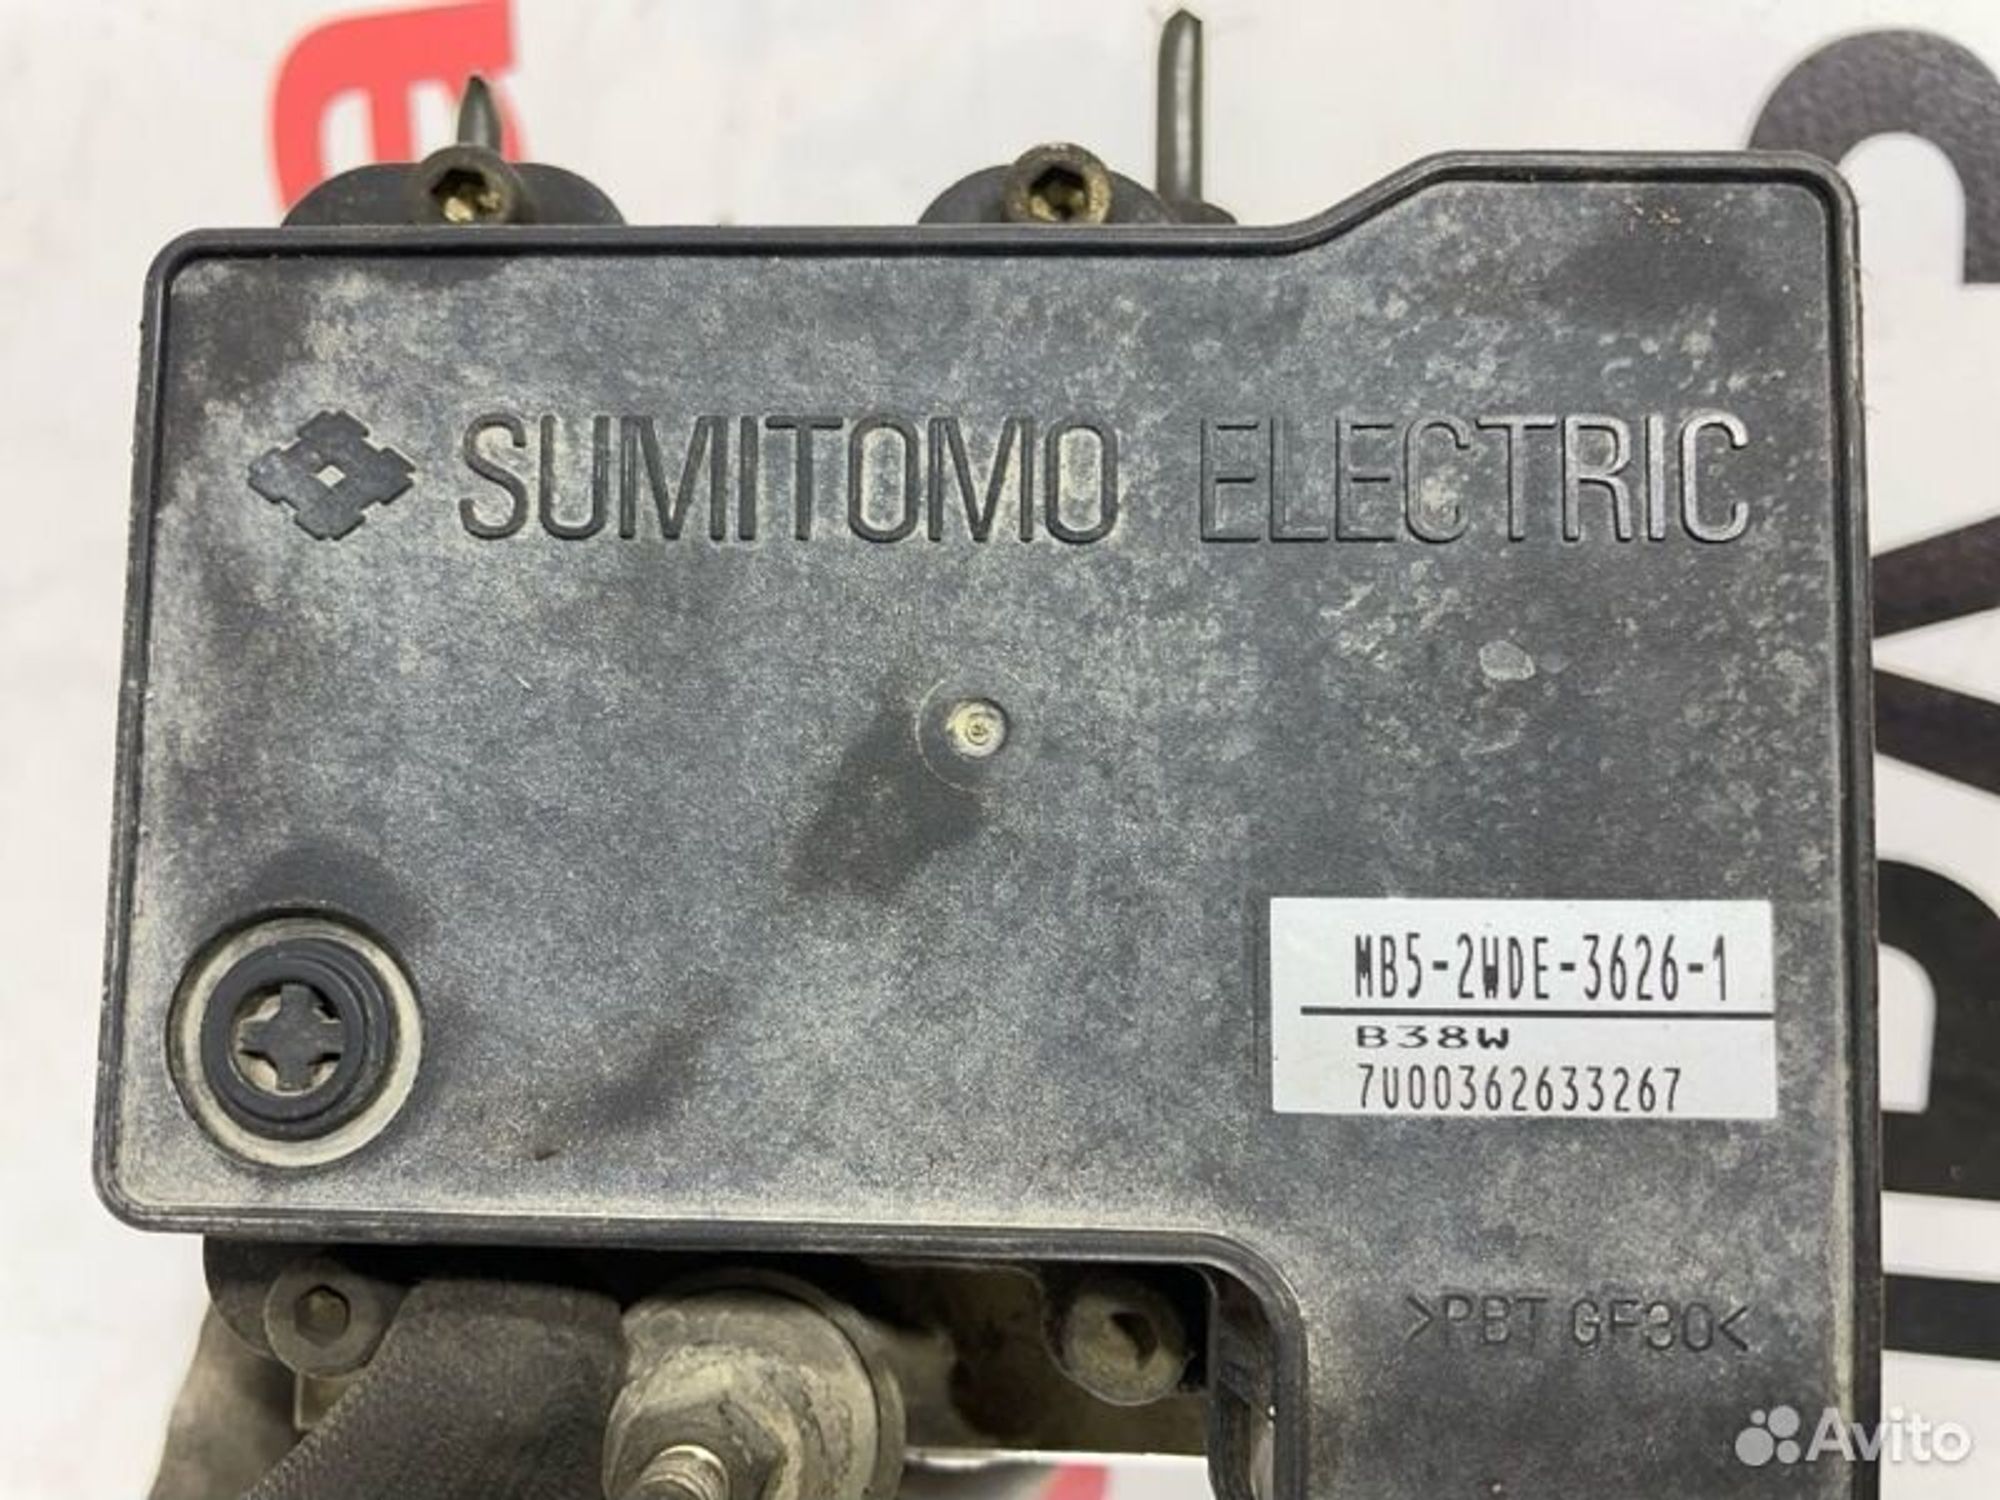 SUMITOMO ELECTRIC
MB5-2WDE-3626-1
B38W
7U00362633267
>PBT GF30<
Avito